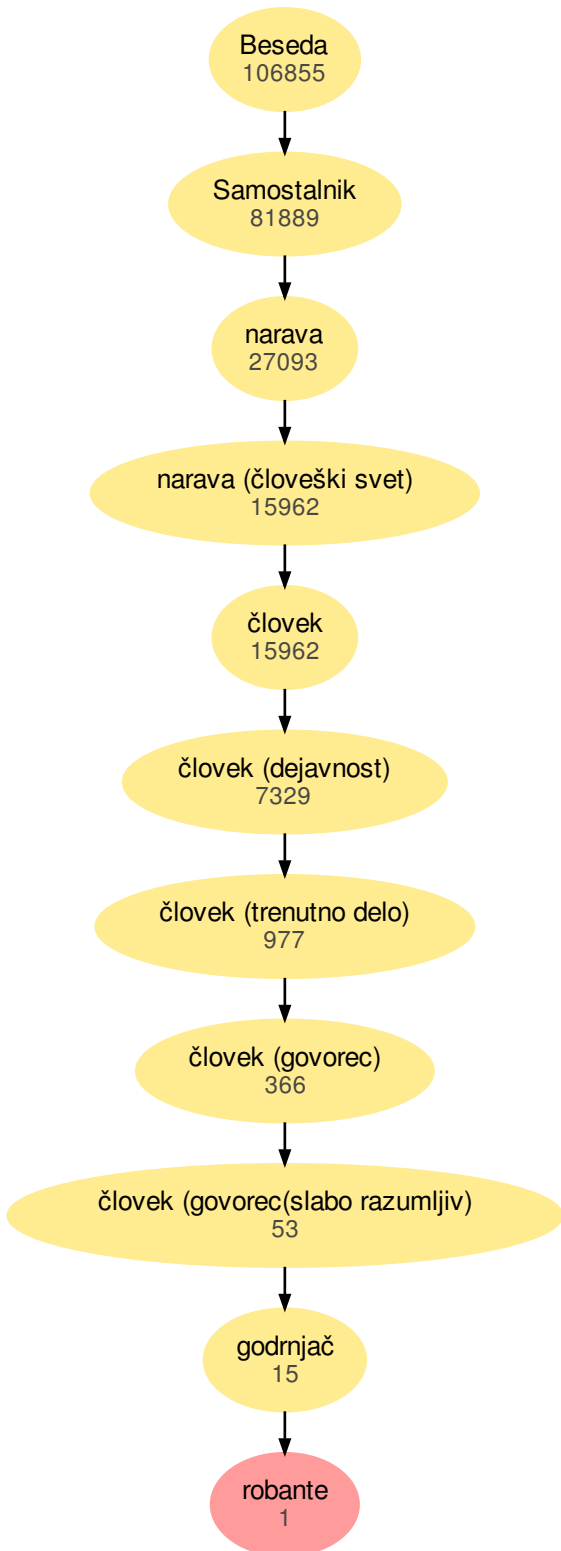 Beseda
106855
Samostalnik
81889
narava
27093
narava (človeški svet)
15962
človek
15962
človek (dejavnost)
7329
človek (trenutno delo)
977
človek (govorec)
366
človek (govorec(slabo razumljiv)
53
godrnjač
15
robante
1